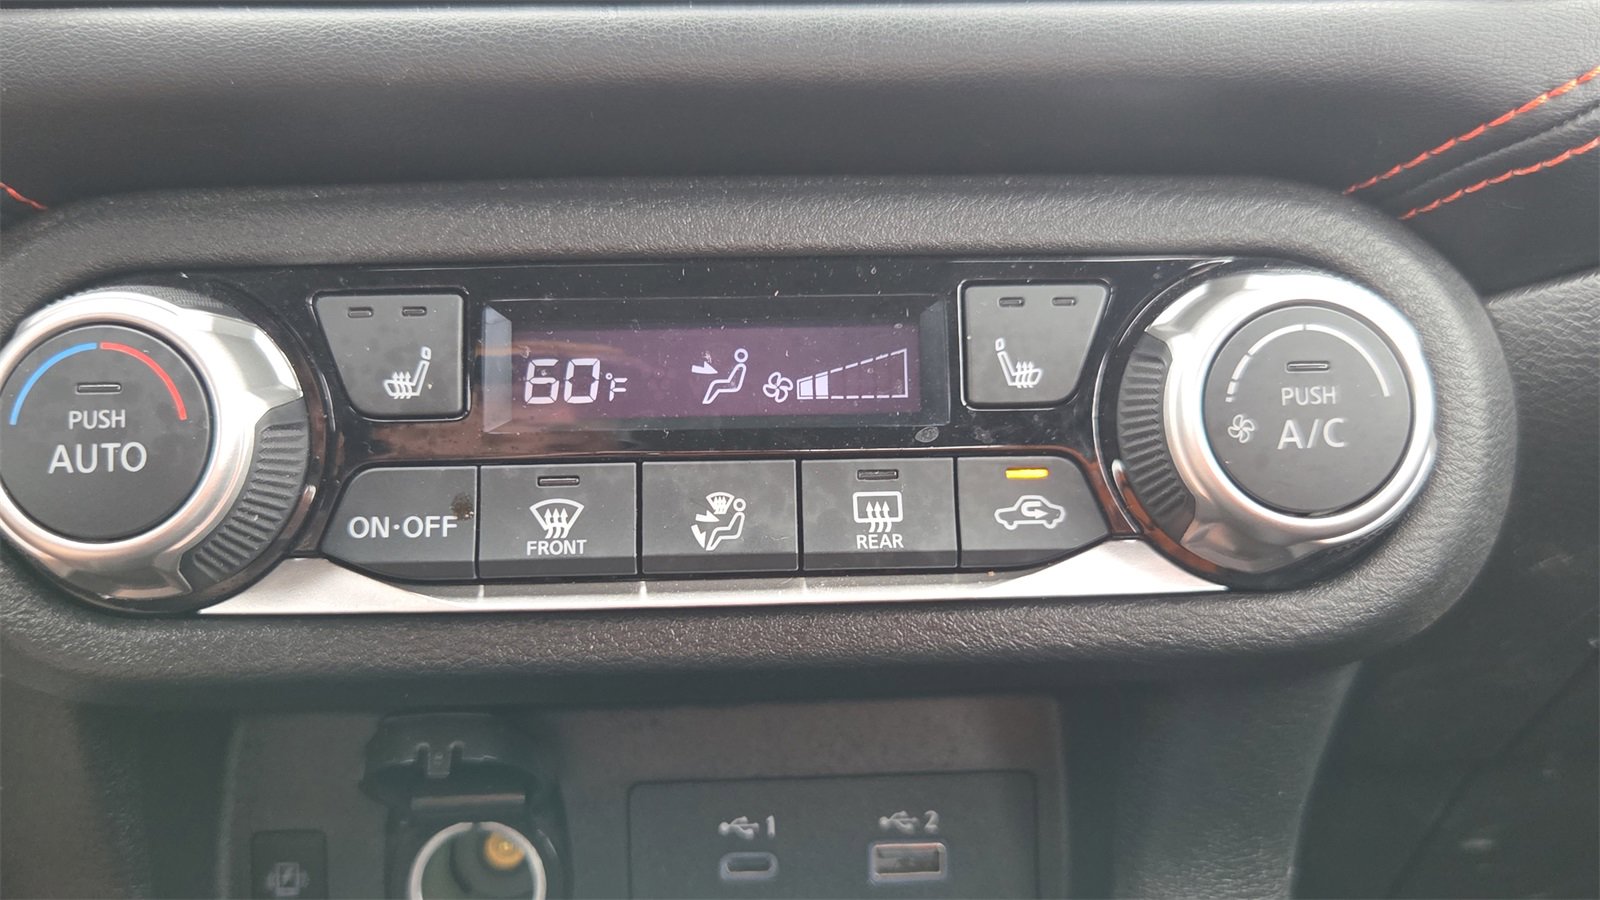 PUSH
AUTO
60°F
PUSH
A/C
ON·OFF
FRONT
REAR
1
2